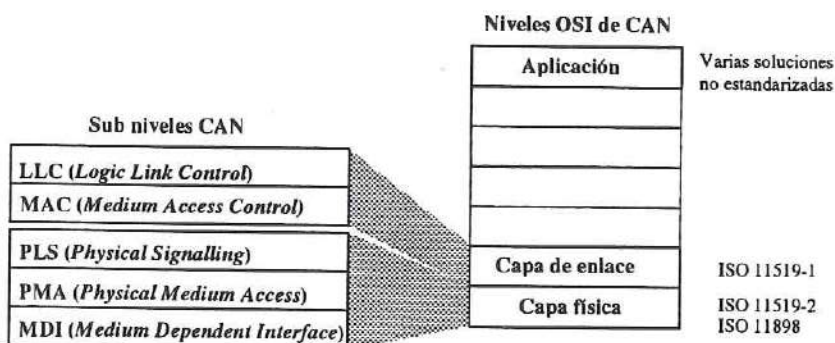 Niveles OSI de CAN
Aplicación
Varias soluciones
no estandarizadas
Sub niveles CAN
LLC (Logic Link Control)
MAC (Medium Access Control)
PLS (Physical Signalling)
PMA (Physical Medium Access)
MDI (Medium Dependent Interface)
Capa de enlace
ISO 11519-1
Capa física
ISO 11519-2
ISO 11898